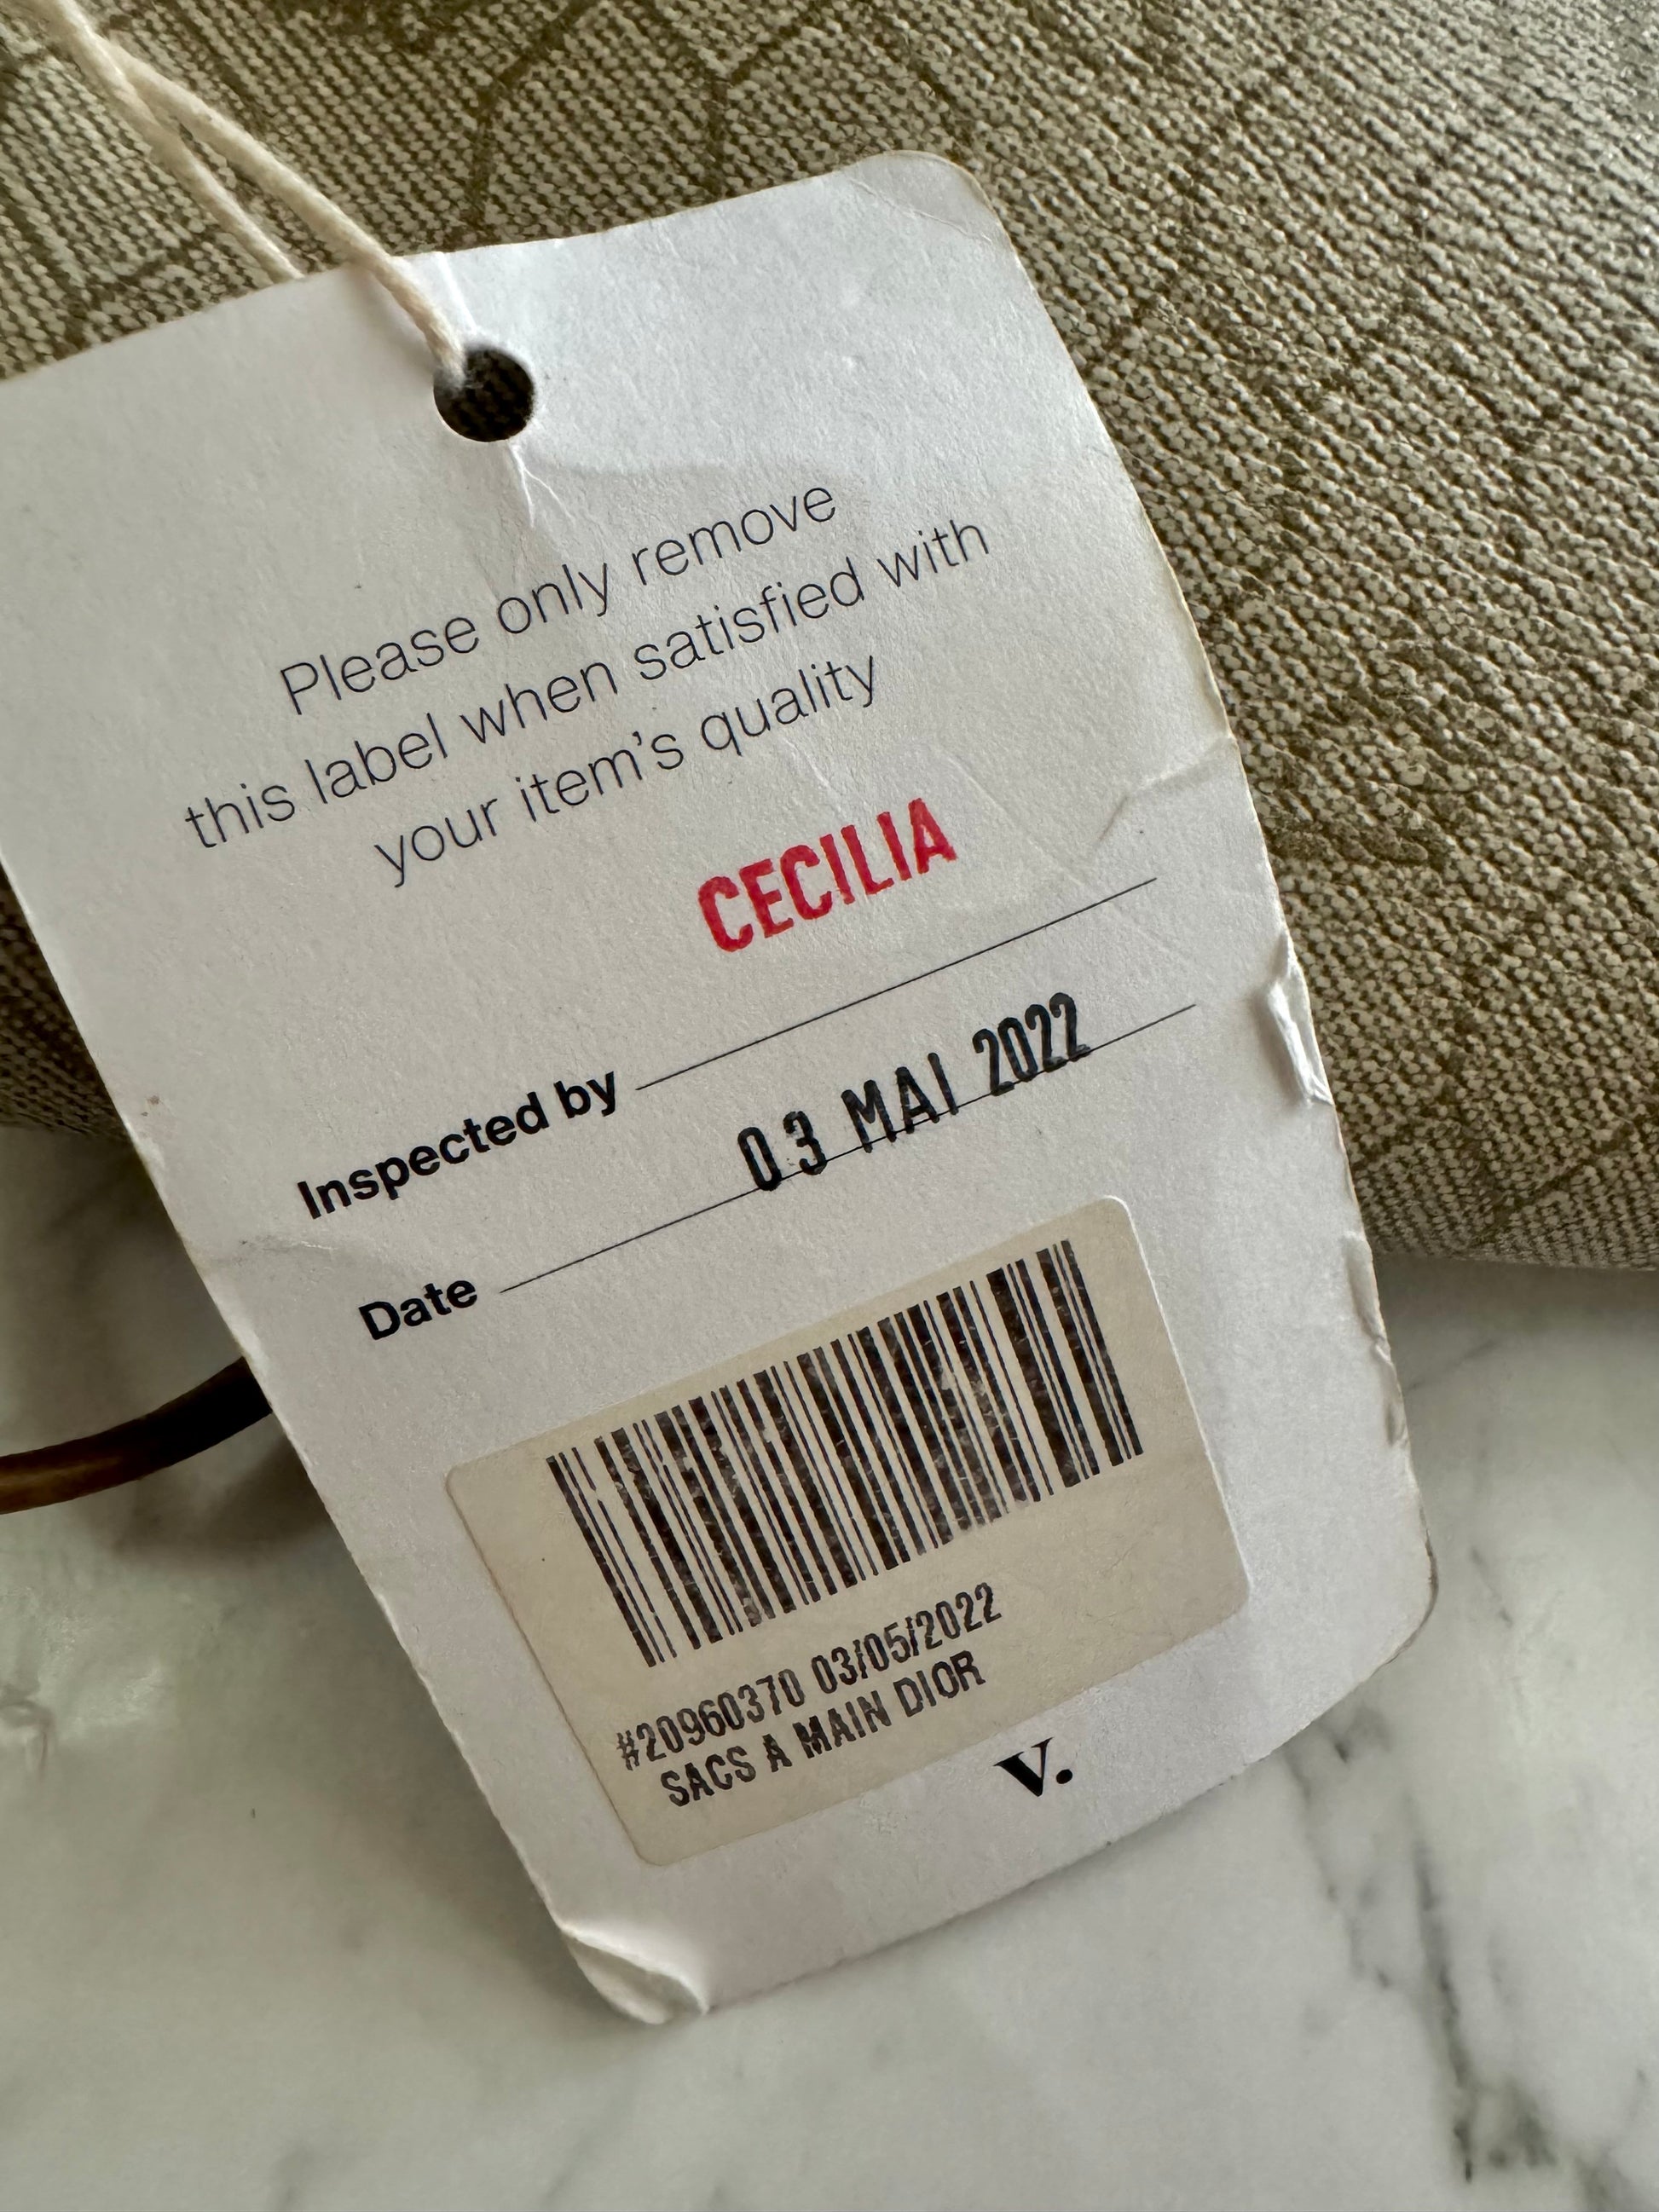 Please only remove
this label when satisfied with
your item's quality
CECILIA
Inspected by
03 MAI 2022
Date
#20960370 03/05/2022
SACS A MAIN DIOR
V.